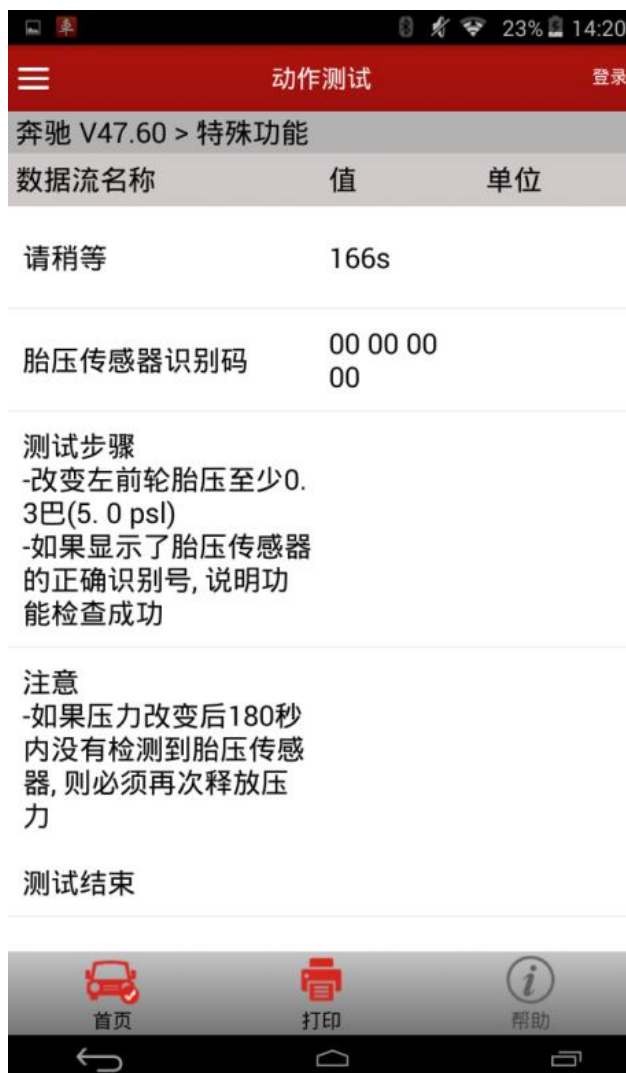 车 23% 14:20
动作测试 登录
奔驰 V47.60 > 特殊功能
数据流名称 值 单位
请稍等 166s
胎压传感器识别码 00 00 00
00
测试步骤
-改变左前轮胎压至少0.
3巴(5. 0 psl)
-如果显示了胎压传感器
的正确识别号, 说明功
能检查成功
注意
-如果压力改变后180秒
内没有检测到胎压传感
器, 则必须再次释放压
力
测试结束
首页 打印 帮助